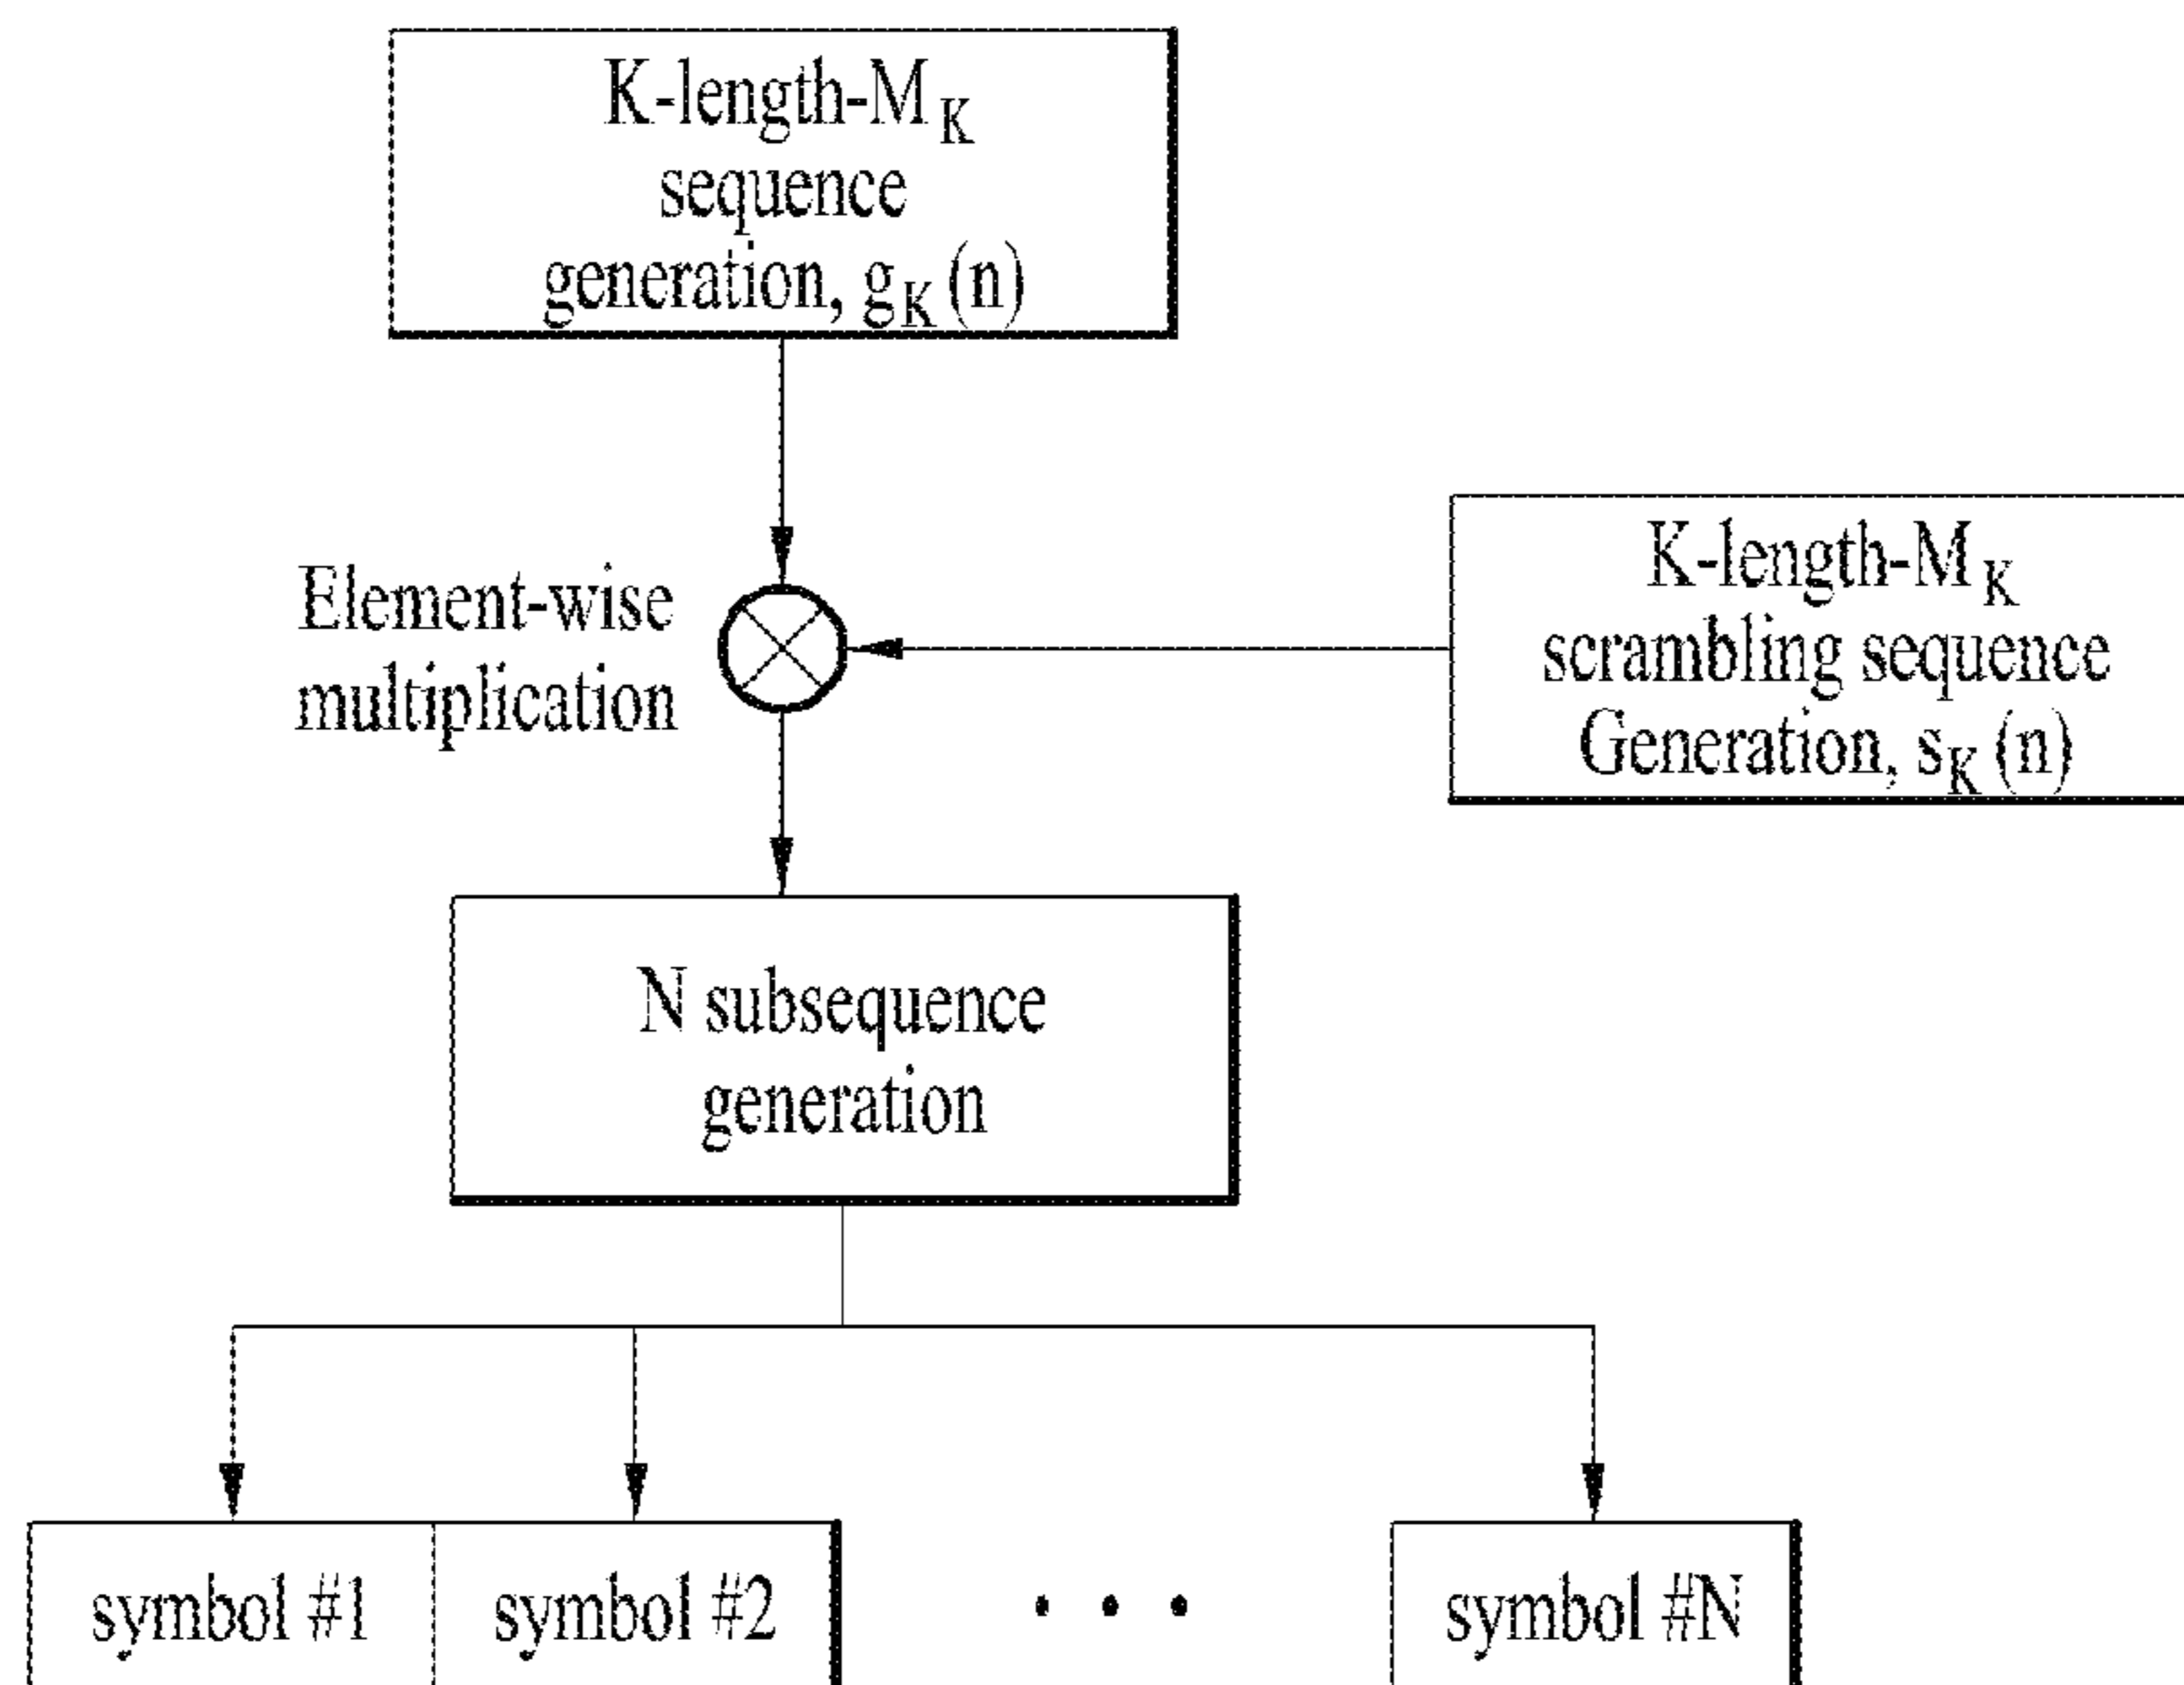 K-length-M_K
sequence
generation, g_K (n)
Element-wise
multiplication
K-length-M_K
scrambling sequence
Generation, s_K (n)
N subsequence
generation
symbol #1
symbol #2
• • •
symbol #N